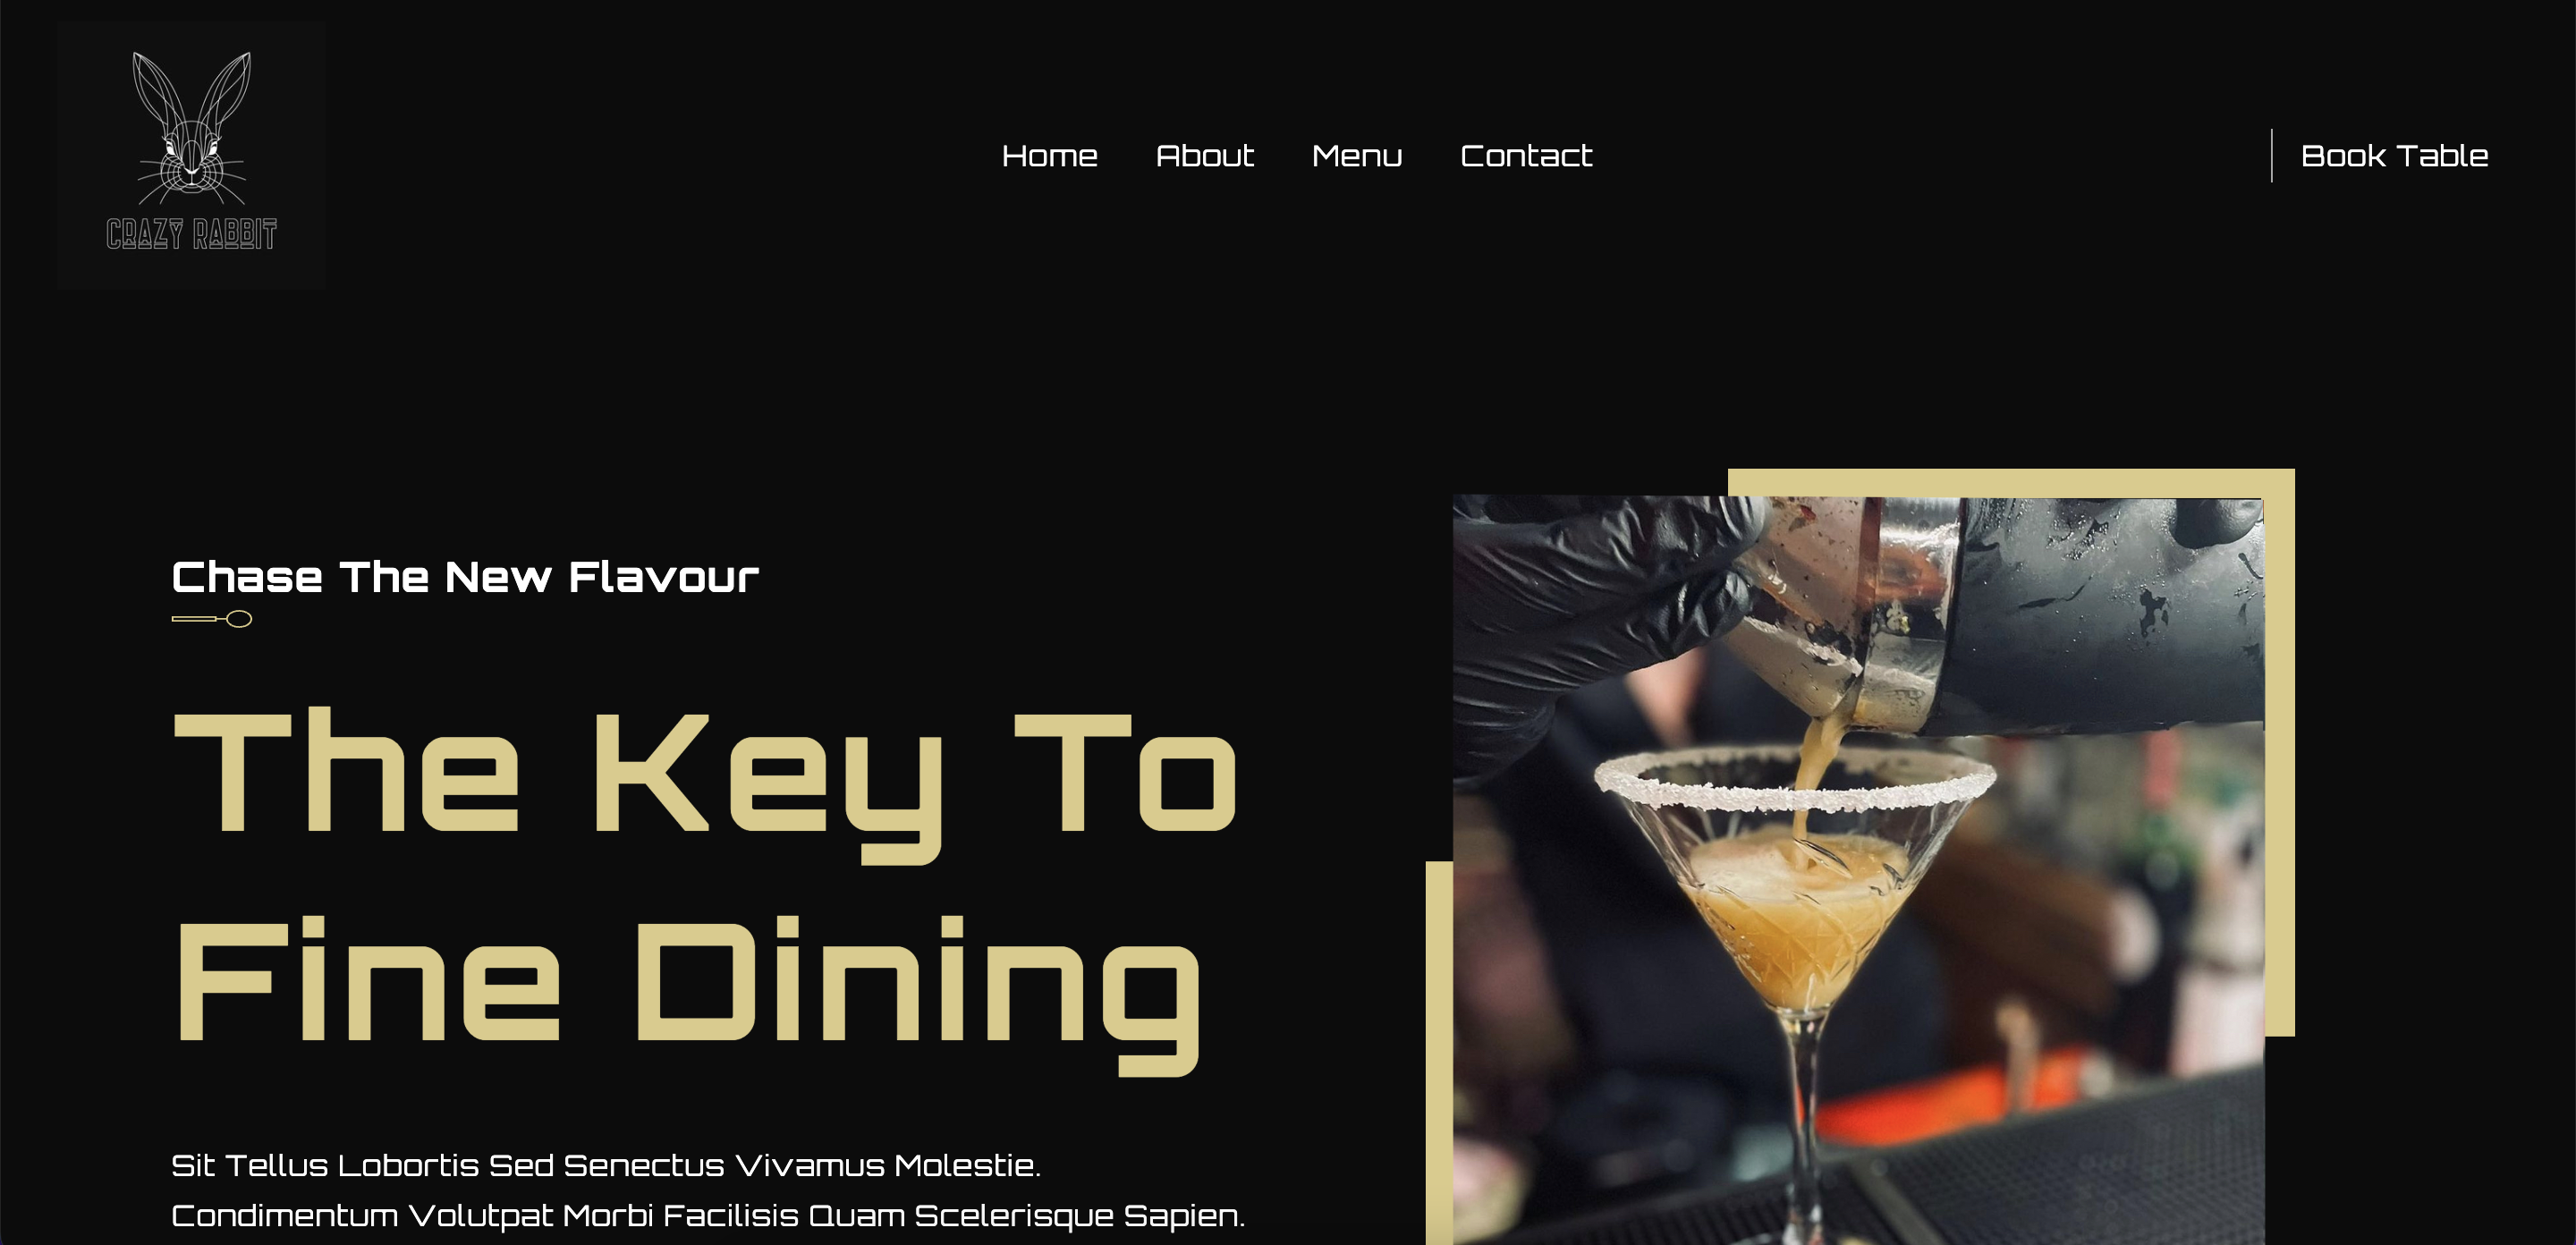 CRAZY RABBIT
Home About Menu Contact
Book Table
Chase The New Flavour
The Key To
Fine Dining
Sit Tellus Lobortis Sed Senectus Vivamus Molestie.
Condimentum Volutpat Morbi Facilisis Quam Scelerisque Sapien.